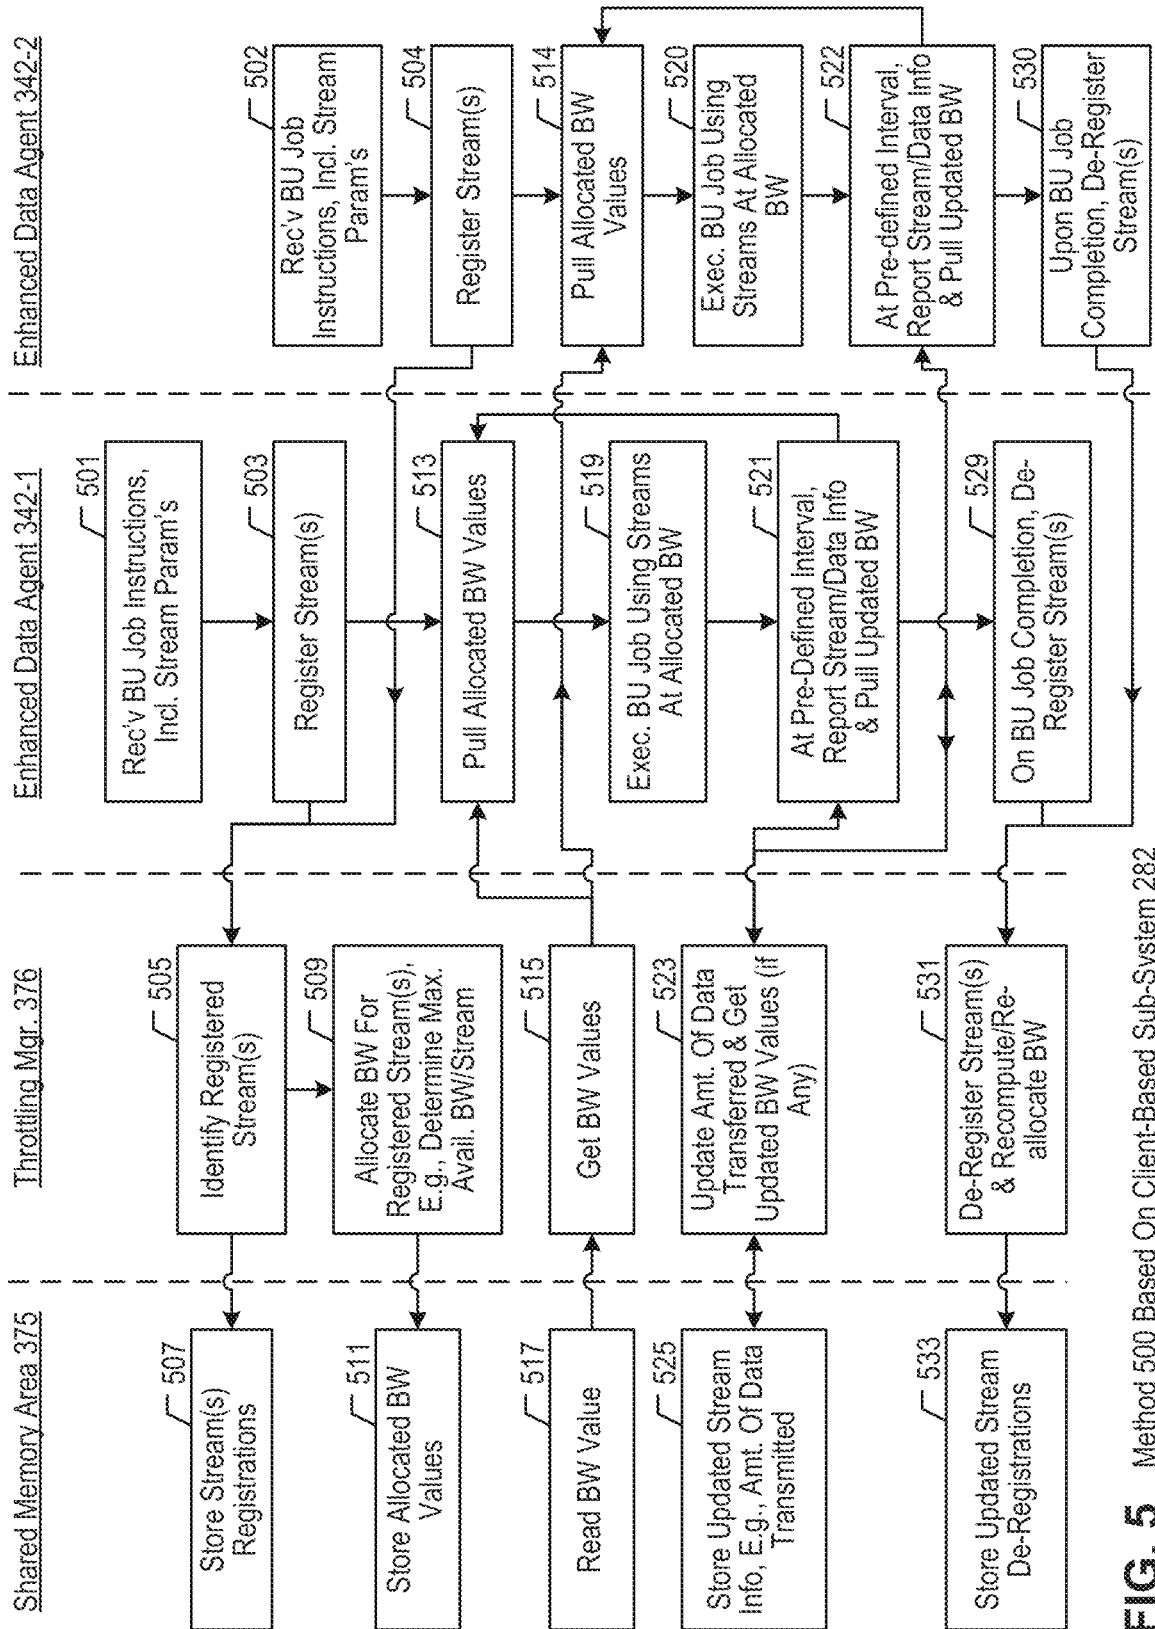 Shared Memory Area 375
Throttling Mgr. 376
Enhanced Data Agent 342-1
Enhanced Data Agent 342-2
507
Store Stream(s)
Registrations
511
Store Allocated BW
Values
517
Read BW Value
525
Store Updated Stream
Info, E.g., Amt. Of Data
Transmitted
533
Store Updated Stream
De-Registrations
505
Identify Registered
Stream(s)
509
Allocate BW For
Registered Stream(s),
E.g., Determine Max.
Avail. BW/Stream
515
Get BW Values
523
Update Amt. Of Data
Transferred & Get
Updated BW Values (if
Any)
531
De-Register Stream(s)
& Recompute/Re-
allocate BW
501
Rec'v BU Job Instructions,
Incl. Stream Param's
503
Register Stream(s)
513
Pull Allocated BW Values
519
Exec. BU Job Using Streams
At Allocated BW
521
At Pre-Defined Interval,
Report Stream/Data Info
& Pull Updated BW
529
On BU Job Completion, De-
Register Stream(s)
502
Rec'v BU Job
Instructions, Incl. Stream
Param's
504
Register Stream(s)
514
Pull Allocated BW
Values
520
Exec. BU Job Using
Streams At Allocated
BW
522
At Pre-defined Interval,
Report Stream/Data Info
& Pull Updated BW
530
Upon BU Job
Completion, De-Register
Stream(s)
FIG. 5 Method 500 Based On Client-Based Sub-System 282